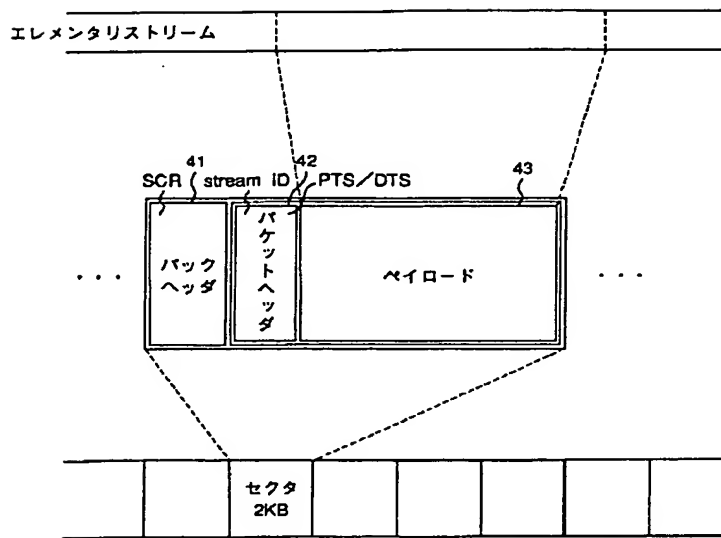 エレメンタリストリーム
41
42
43
SCR
stream iD
PTS/DTS
パック
ヘッダ
パケットヘッダ
ペイロード
・・・
・・・
セクタ
2KB